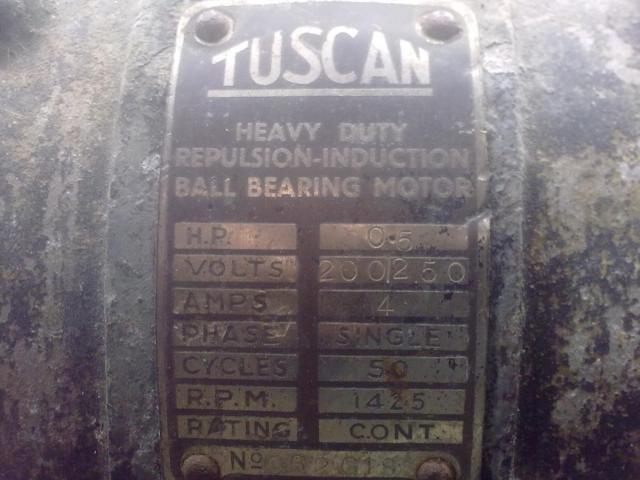 TUSCAN
HEAVY DUTY
REPULSION-INDUCTION
BALL BEARING MOTOR
H.P. 0.5
VOLTS 200/250
AMPS 4
PHASE SINGLE
CYCLES 50
R.P.M. 1425
RATING CONT.
No